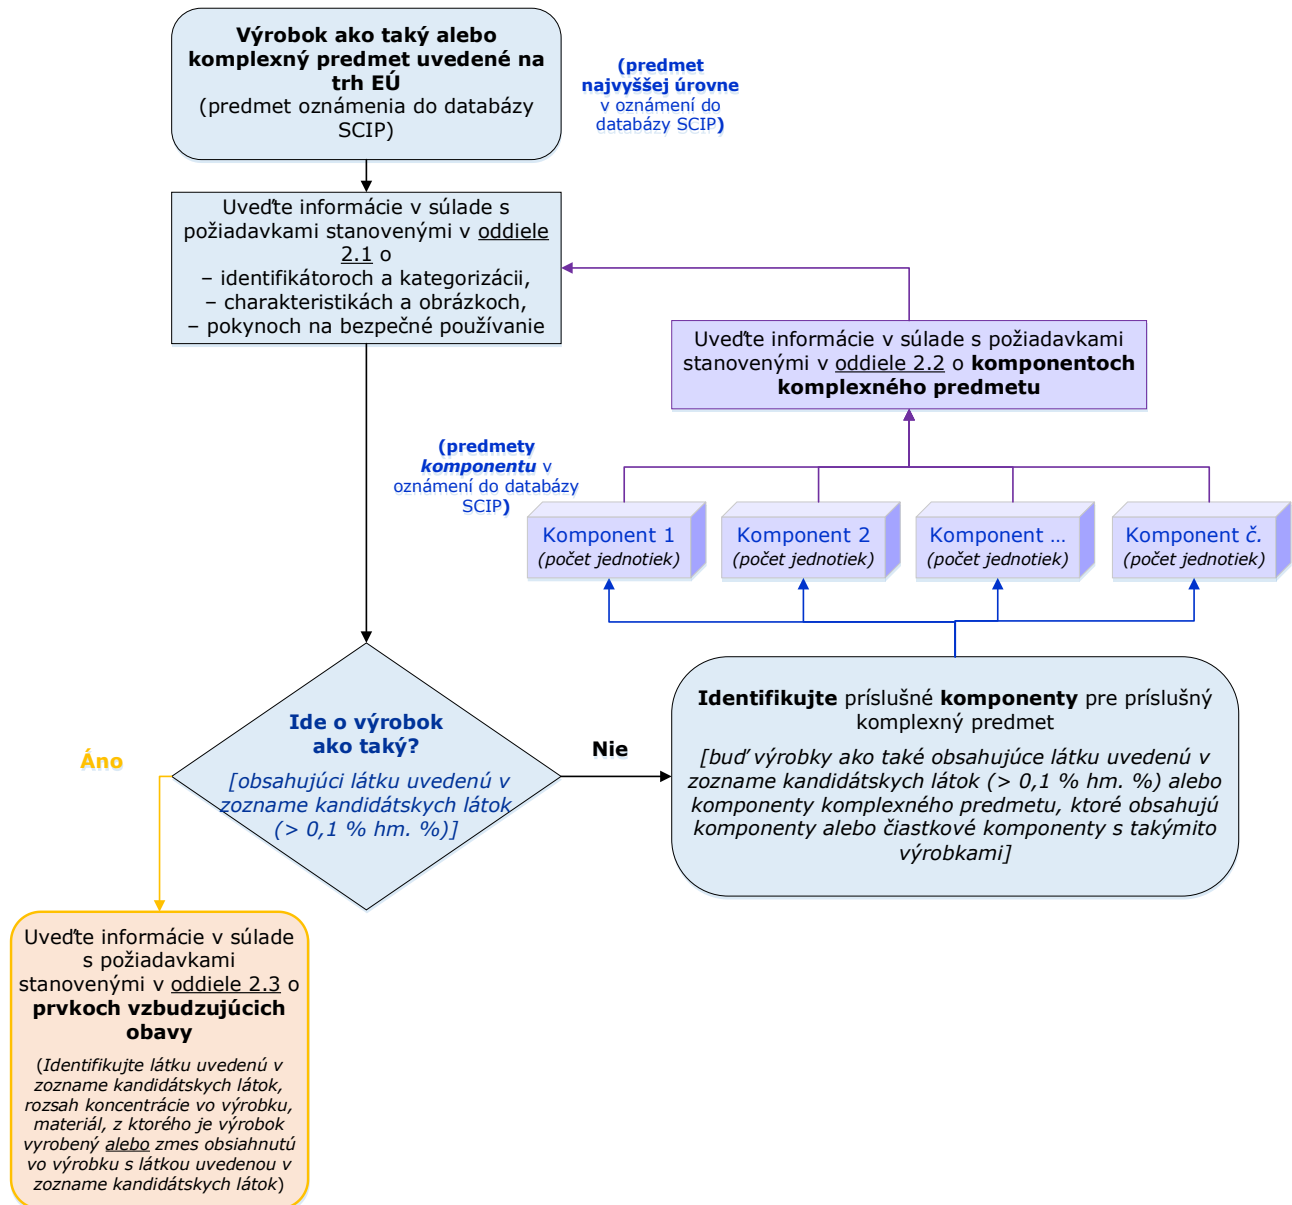 Výrobok ako taký alebo
komplexný predmet uvedené na
trh EÚ
(predmet oznámenia do databázy
SCIP)
(predmet
najvyššej úrovne
v oznámení do
databázy SCIP)
Uveďte informácie v súlade s
požiadavkami stanovenými v oddiele
2.1 o
– identifikátoroch a kategorizácii,
– charakteristikách a obrázkoch,
– pokynoch na bezpečné používanie
Uveďte informácie v súlade s požiadavkami
stanovenými v oddiele 2.2 o komponentoch
komplexného predmetu
(predmety
komponentu v
oznámení do databázy
SCIP)
Komponent 1
(počet jednotiek)
Komponent 2
(počet jednotiek)
Komponent …
(počet jednotiek)
Komponent č.
(počet jednotiek)
Ide o výrobok
ako taký?
[obsahujúci látku uvedenú v
zozname kandidátskych látok
(> 0,1 % hm. %)]
Áno
Nie
Identifikujte príslušné komponenty pre príslušný
komplexný predmet
[buď výrobky ako také obsahujúce látku uvedenú v
zozname kandidátskych látok (> 0,1 % hm. %) alebo
komponenty komplexného predmetu, ktoré obsahujú
komponenty alebo čiastkové komponenty s takýmito
výrobkami]
Uveďte informácie v súlade
s požiadavkami
stanovenými v oddiele 2.3 o
prvkoch vzbudzujúcich
obavy
(Identifikujte látku uvedenú v
zozname kandidátskych látok,
rozsah koncentrácie vo výrobku,
materiál, z ktorého je výrobok
vyrobený alebo zmes obsiahnutú
vo výrobku s látkou uvedenou v
zozname kandidátskych látok)